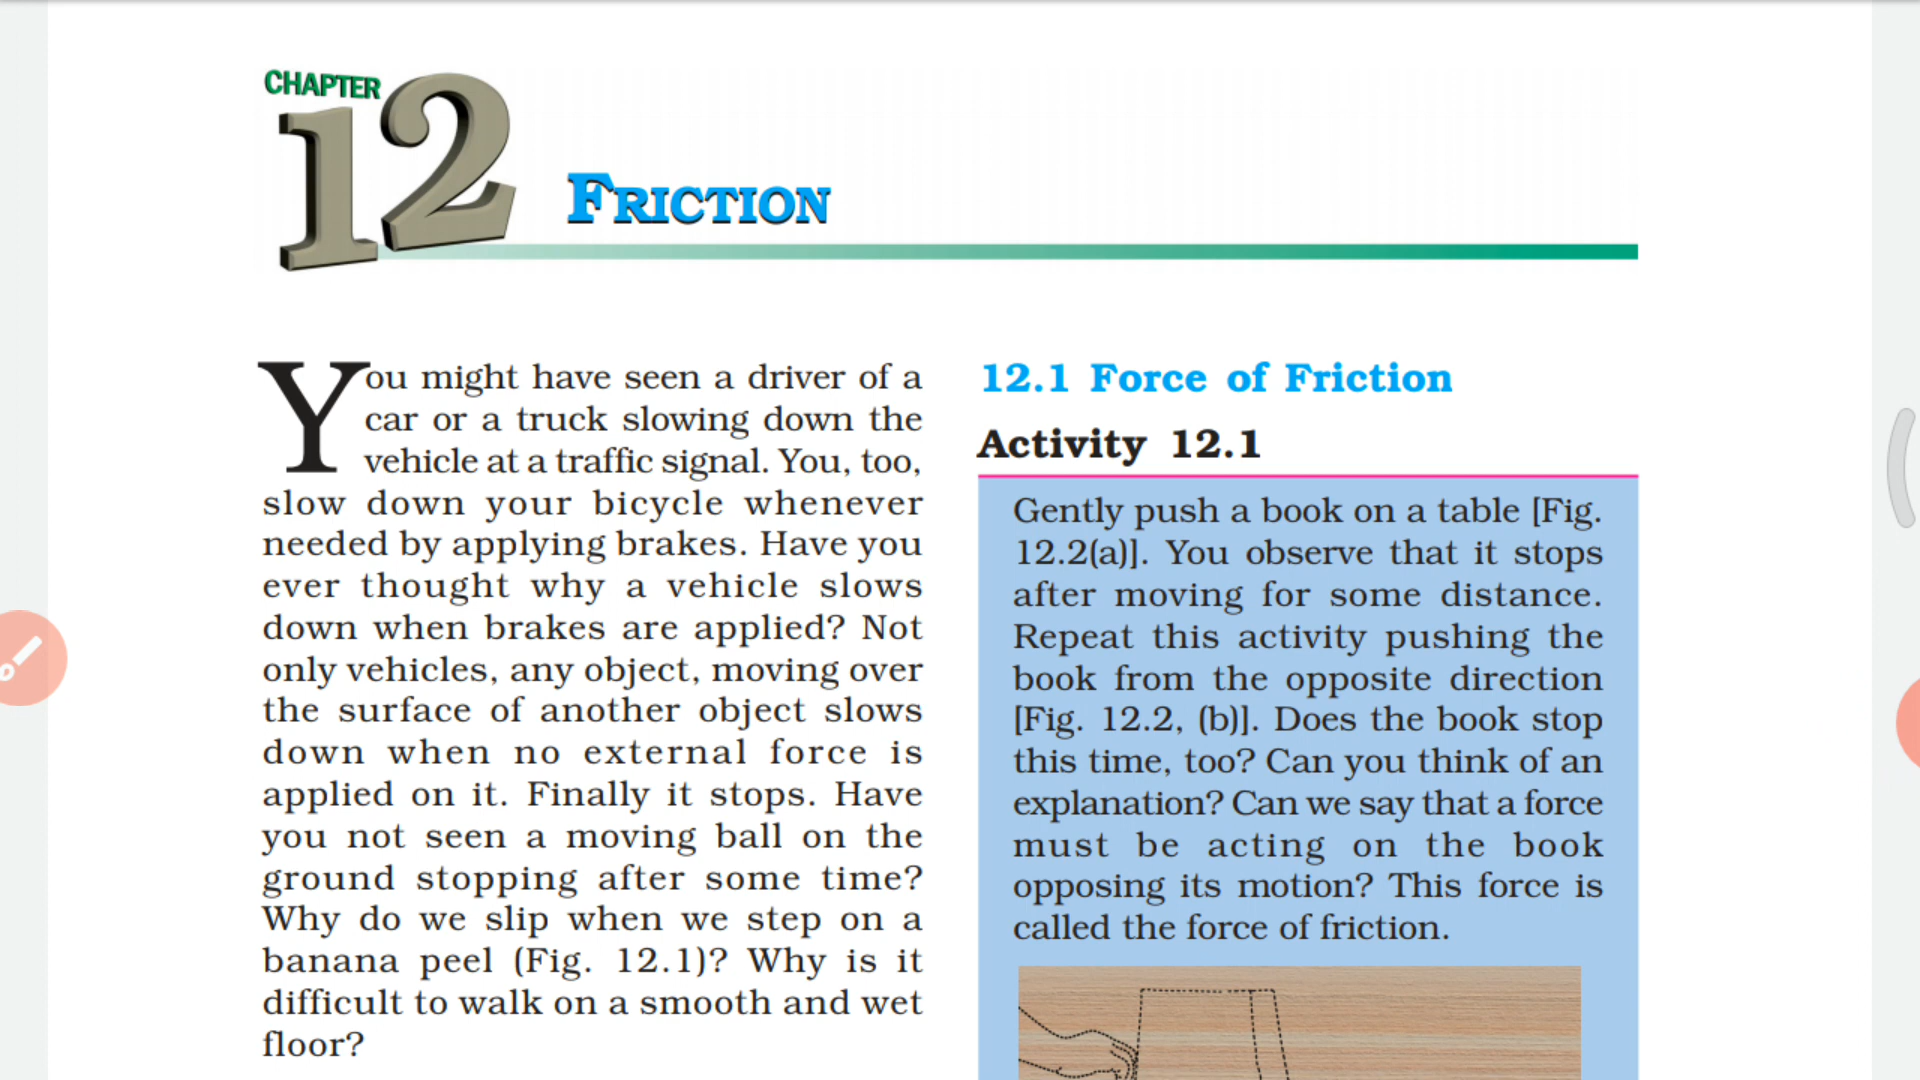 CHAPTER
12
FRICTION
You might have seen a driver of a
car or a truck slowing down the
vehicle at a traffic signal. You, too,
slow down your bicycle whenever
needed by applying brakes. Have you
ever thought why a vehicle slows
down when brakes are applied? Not
only vehicles, any object, moving over
the surface of another object slows
down when no external force is
applied on it. Finally it stops. Have
you not seen a moving ball on the
ground stopping after some time?
Why do we slip when we step on a
banana peel (Fig. 12.1)? Why is it
difficult to walk on a smooth and wet
floor?
12.1 Force of Friction
Activity 12.1
Gently push a book on a table [Fig.
12.2(a)]. You observe that it stops
after moving for some distance.
Repeat this activity pushing the
book from the opposite direction
[Fig. 12.2, (b)]. Does the book stop
this time, too? Can you think of an
explanation? Can we say that a force
must be acting on the book
opposing its motion? This force is
called the force of friction.